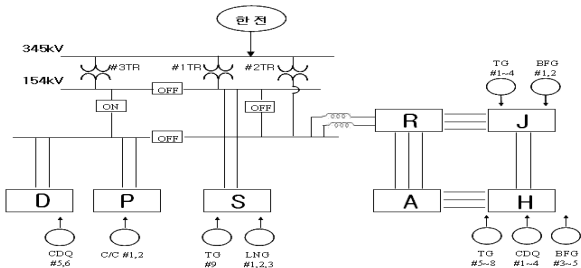 한전
345kV
#3TR
#1TR
#2TR
154kV
OFF
ON
OFF
OFF
TG
#1~4
BFG
#1,2
R
J
D
P
S
A
H
CDQ
#5,6
C/C #1,2
TG
#9
LNG
#1,2,3
TG
#5~8
CDQ
#1~4
BFG
#3~5